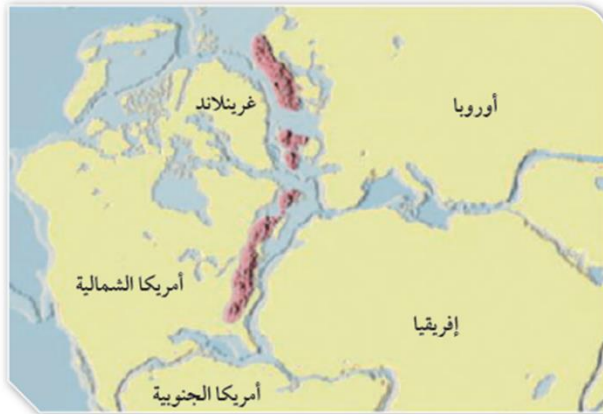 غرينلاند
أوروبا
أمريكا الشمالية
إفريقيا
أمريكا الجنوبية